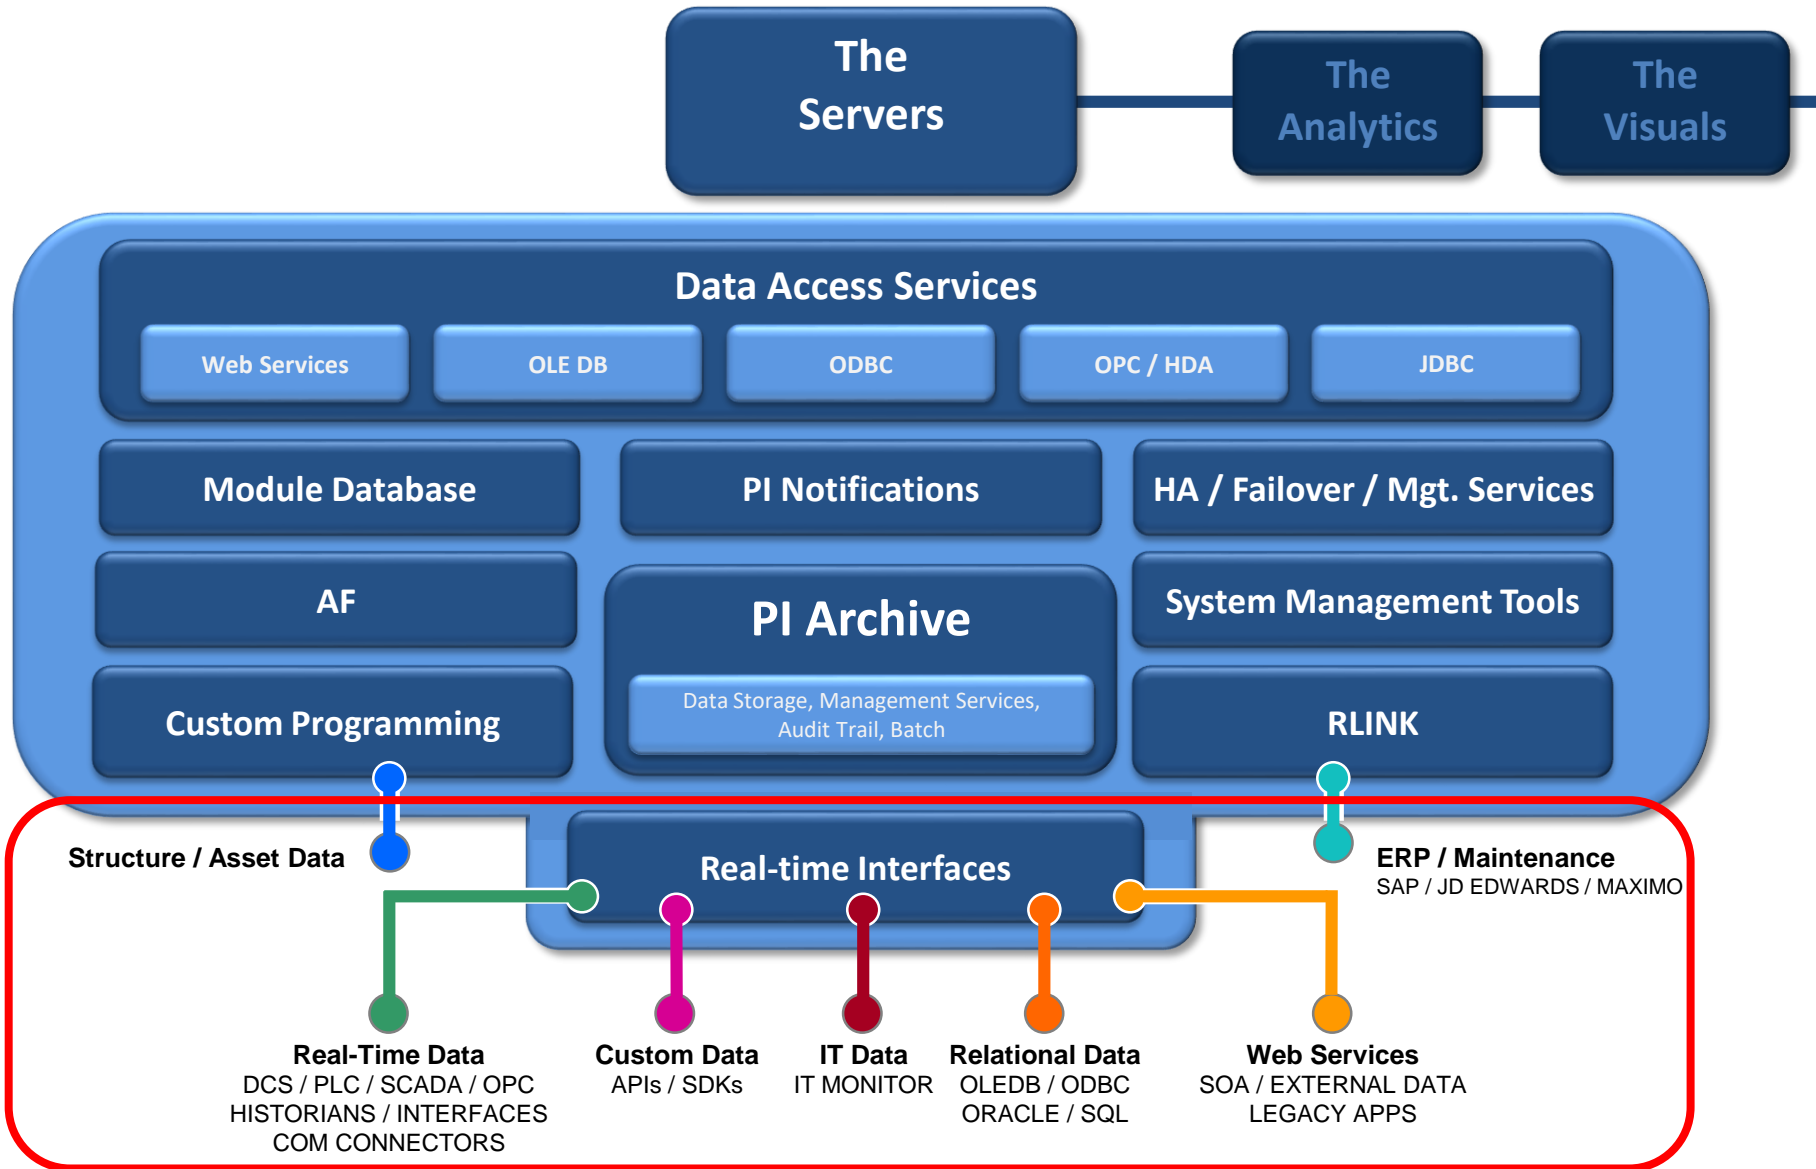 The
Servers
The
Analytics
The
Visuals
Data Access Services
Web Services
OLE DB
ODBC
OPC / HDA
JDBC
Module Database
PI Notifications
HA / Failover / Mgt. Services
AF
PI Archive
System Management Tools
Data Storage, Management Services,
Audit Trail, Batch
Custom Programming
RLINK
Structure / Asset Data
Real-time Interfaces
ERP / Maintenance
SAP / JD EDWARDS / MAXIMO
Real-Time Data
DCS / PLC / SCADA / OPC
HISTORIANS / INTERFACES
COM CONNECTORS
Custom Data
APIs / SDKs
IT Data
IT MONITOR
Relational Data
OLEDB / ODBC
ORACLE / SQL
Web Services
SOA / EXTERNAL DATA
LEGACY APPS